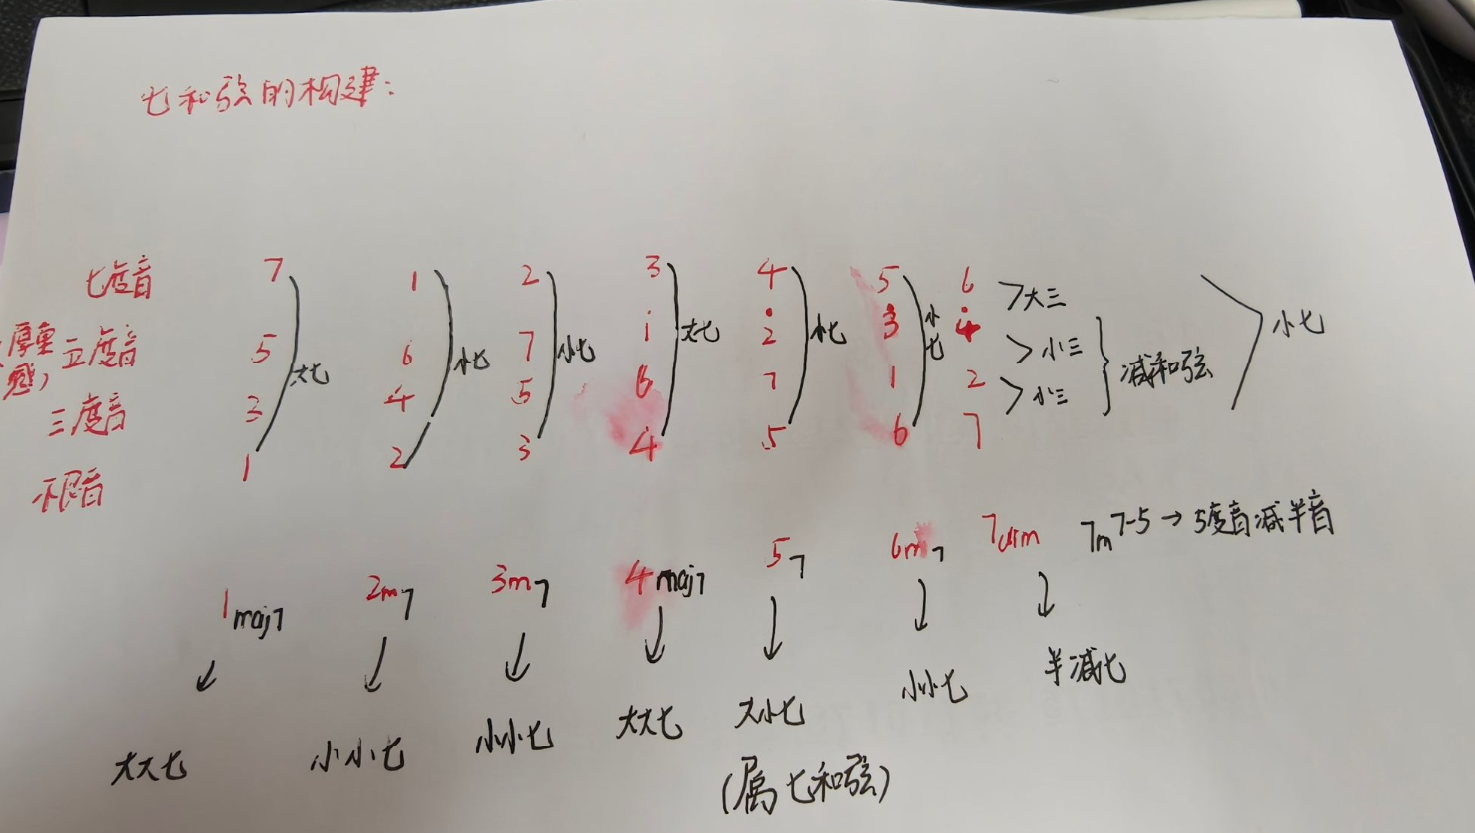 七和弦的构建:
七度音 7 1 2 3 4 5 6 >大三
(厚重感) 五度音 5 6 7 i 2 3 4 >小三
三度音 3 4 5 6 7 1 2 >小三
根音 1 2 3 4 5 6 7
大七 小七 小七 大七 小七 小七 减和弦 小七
1maj7 2m7 3m7 4maj7 57 6m7 7dim 7m7-5→5度音减半音
大大七 小小七 小小七 大大七 大小七 小小七 半减七
(属七和弦)